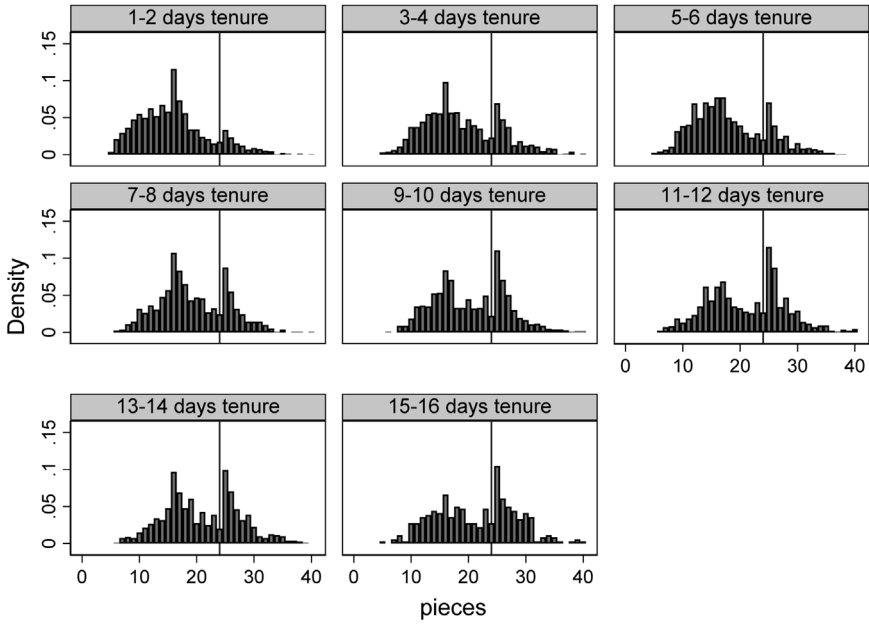 1-2 days tenure
3-4 days tenure
5-6 days tenure
.15
.1
.05
0
7-8 days tenure
9-10 days tenure
11-12 days tenure
.15
.1
.05
0
Density
0 10 20 30 40
13-14 days tenure
15-16 days tenure
.15
.1
.05
0
0 10 20 30 40
0 10 20 30 40
pieces